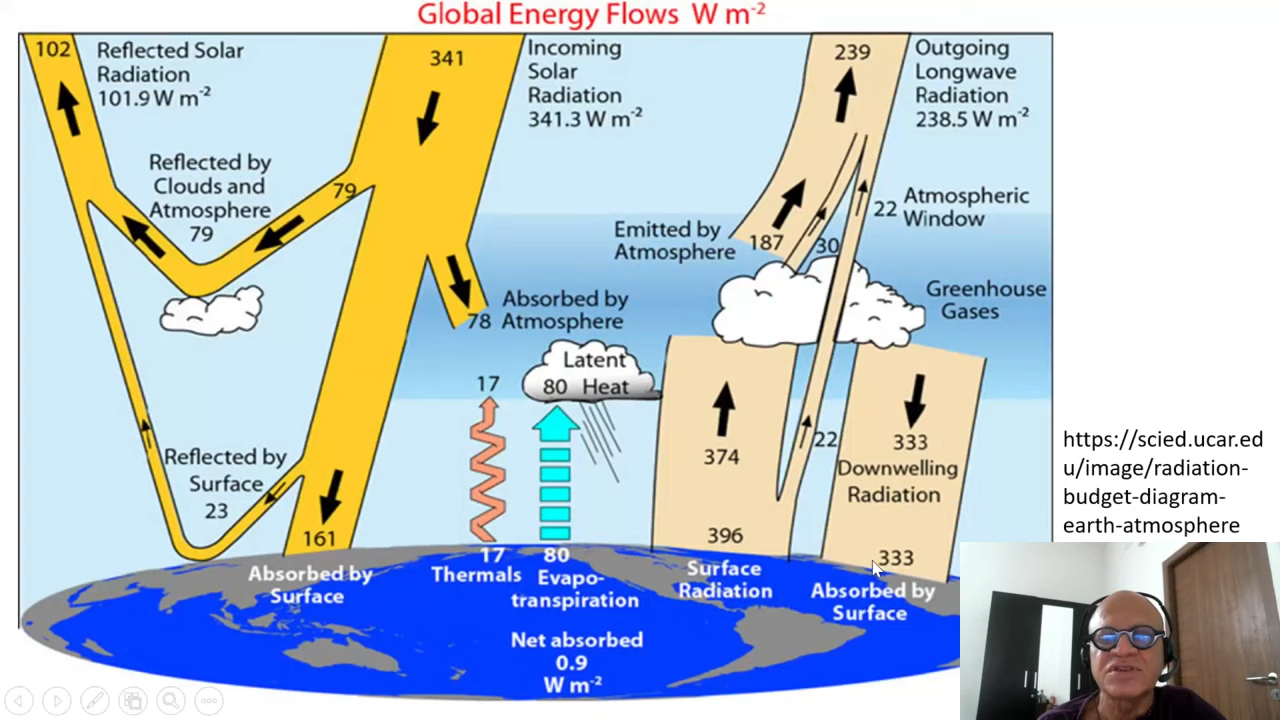 Global Energy Flows W m⁻²
102
Reflected Solar
Radiation
101.9 W m⁻²
341
Incoming
Solar
Radiation
341.3 W m⁻²
239
Outgoing
Longwave
Radiation
238.5 W m⁻²
Reflected by
Clouds and
Atmosphere
79
79
Emitted by
Atmosphere
187
30
22
Atmospheric
Window
Greenhouse
Gases
78
Absorbed by
Atmosphere
Latent
80 Heat
17
374
22
333
Downwelling
Radiation
Reflected by
Surface
23
161
396
333
Absorbed by
Surface
17
Thermals
80
Evapo-
transpiration
Surface
Radiation
Absorbed by
Surface
Net absorbed
0.9
W m⁻²
https://scied.ucar.ed
u/image/radiation-
budget-diagram-
earth-atmosphere